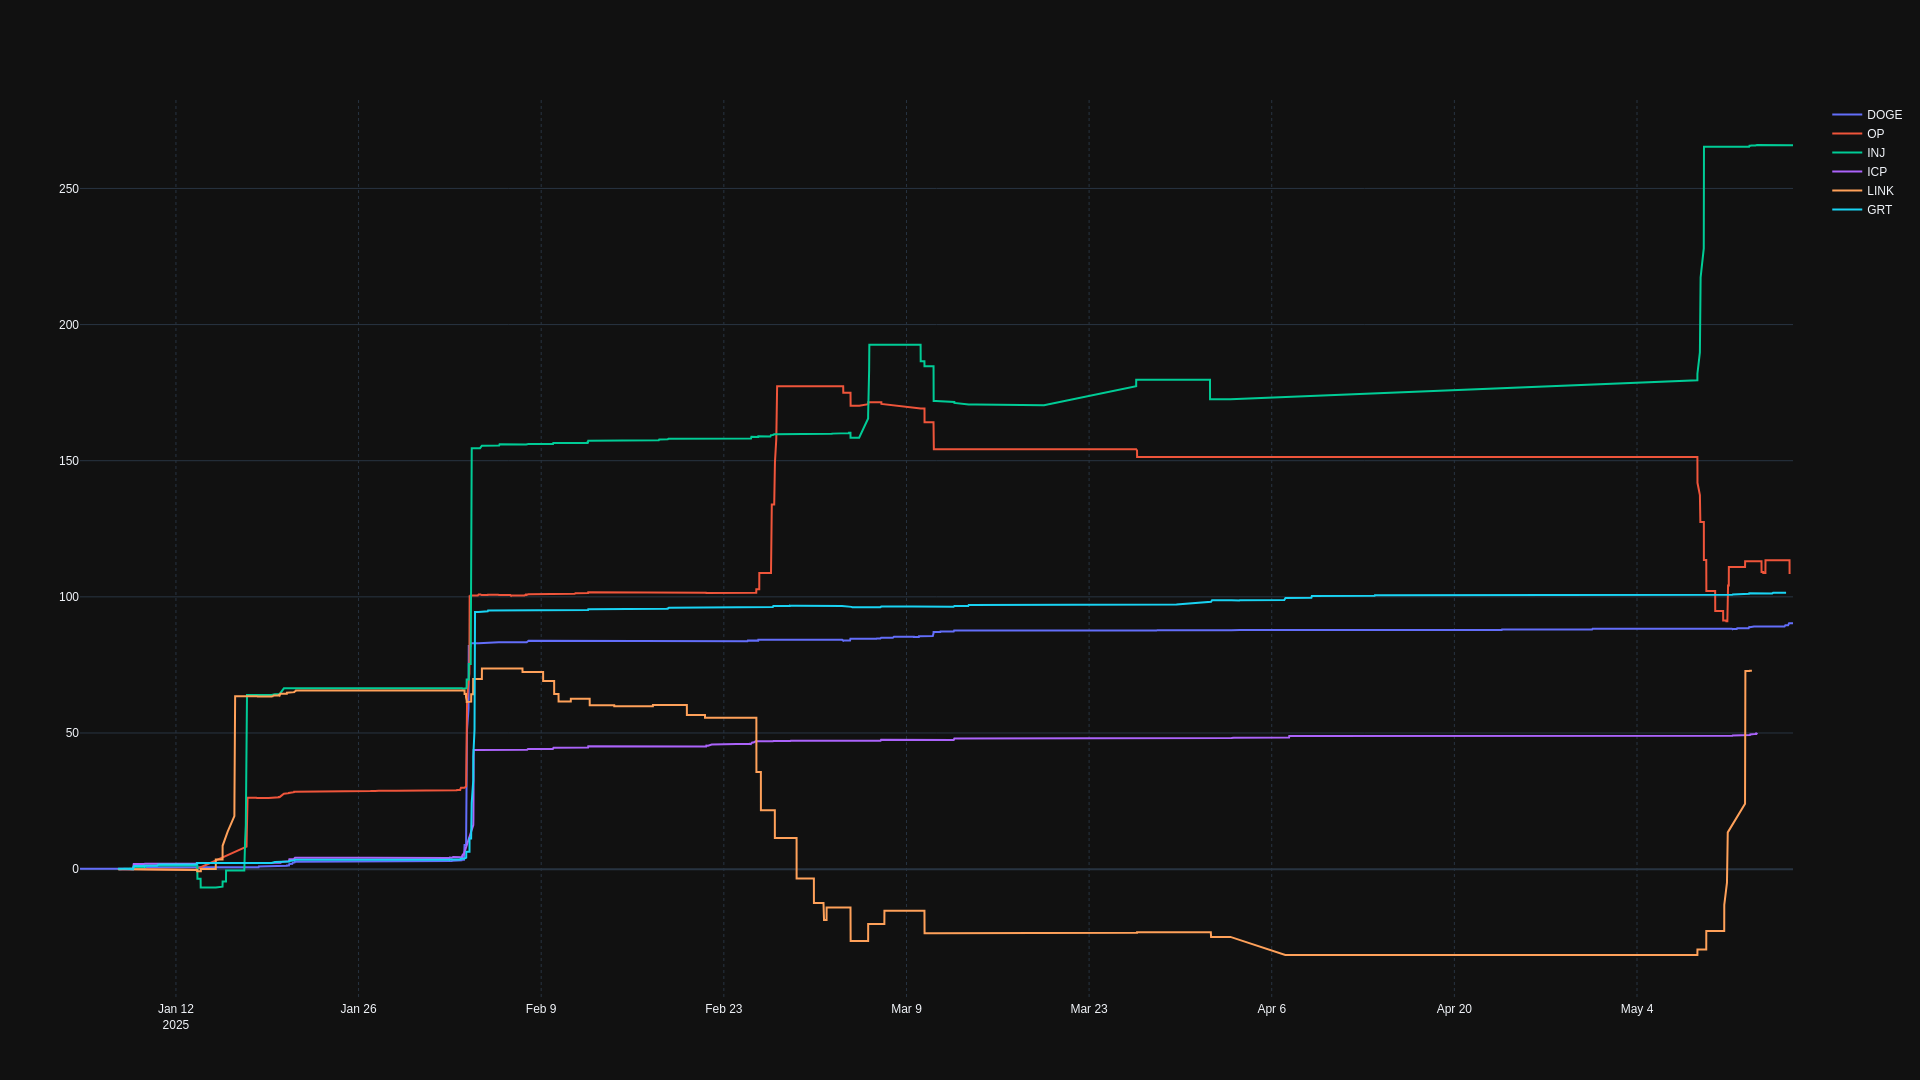 DOGE
OP
INJ
ICP
LINK
GRT
250
200
150
100
50
0
Jan 12
2025
Jan 26
Feb 9
Feb 23
Mar 9
Mar 23
Apr 6
Apr 20
May 4